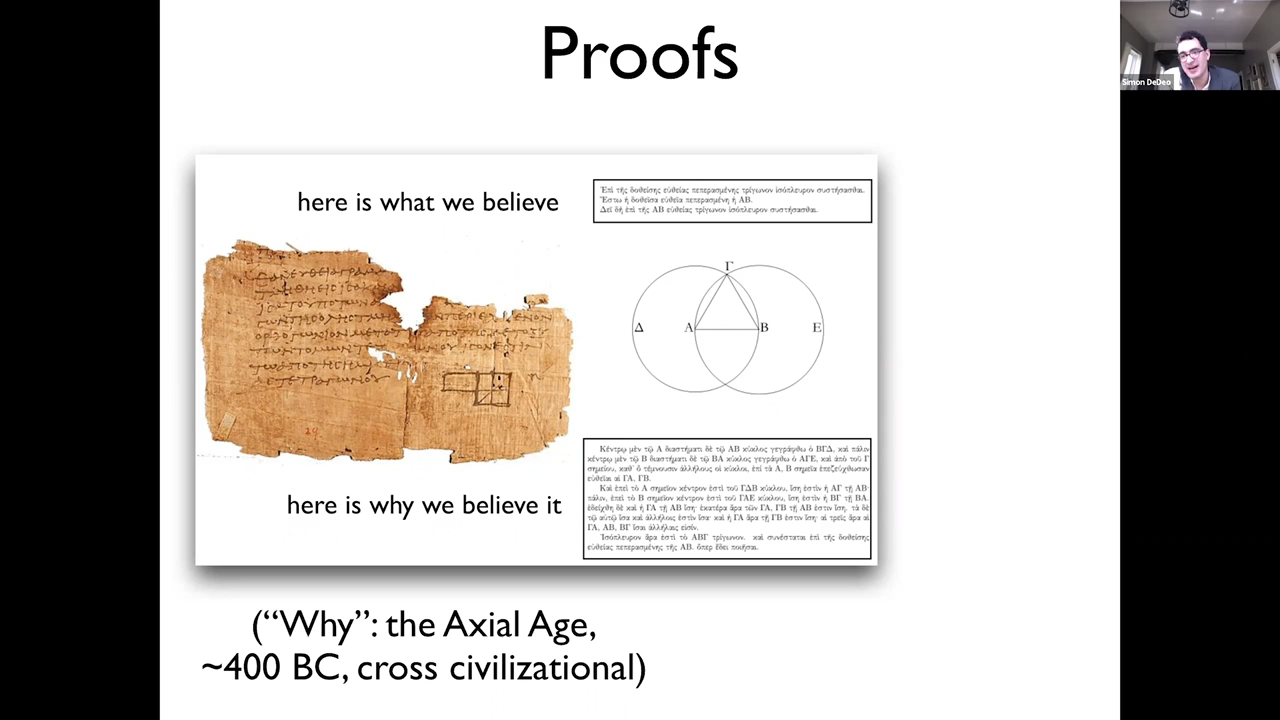 Proofs
Simon DeDeo
here is what we believe
Ἐπὶ τῆς δοθείσης εὐθείας πεπερασμένης τρίγωνον ἰσόπλευρον συστήσασθαι.
Ἔστω ἡ δοθεῖσα εὐθεῖα πεπερασμένη ἡ ΑΒ.
Δεῖ δὴ ἐπὶ τῆς ΑΒ εὐθείας τρίγωνον ἰσόπλευρον συστήσασθαι.
Γ
Δ
Α
Β
Ε
here is why we believe it
Κέντρῳ μὲν τῷ Α διαστήματι δὲ τῷ ΑΒ κύκλος γεγράφθω ὁ ΒΓΔ, καὶ πάλιν
κέντρῳ μὲν τῷ Β διαστήματι δὲ τῷ ΒΑ κύκλος γεγράφθω ὁ ΑΓΕ, καὶ ἀπὸ τοῦ Γ
σημείου, καθ᾽ ὃ τέμνουσιν ἀλλήλους οἱ κύκλοι, ἐπί τὰ Α, Β σημεῖα ἐπεζεύχθωσαν
εὐθεῖαι αἱ ΓΑ, ΓΒ.
Καὶ ἐπεὶ τὸ Α σημεῖον κέντρον ἐστὶ τοῦ ΓΔΒ κύκλου, ἴση ἐστὶν ἡ ΑΓ τῇ ΑΒ·
πάλιν, ἐπεὶ τὸ Β σημεῖον κέντρον ἐστὶ τοῦ ΓΑΕ κύκλου, ἴση ἐστὶν ἡ ΒΓ τῇ ΒΑ.
ἐδείχθη δὲ καὶ ἡ ΓΑ τῇ ΑΒ ἴση· ἑκατέρα ἄρα τῶν ΓΑ, ΓΒ τῇ ΑΒ ἐστιν ἴση. τὰ δὲ
τῷ αὐτῷ ἴσα καὶ ἀλλήλοις ἐστὶν ἴσα· καὶ ἡ ΓΑ ἄρα τῇ ΓΒ ἐστιν ἴση· αἱ τρεῖς ἄρα αἱ
ΓΑ, ΑΒ, ΒΓ ἴσαι ἀλλήλαις εἰσίν.
Ἰσόπλευρον ἄρα ἐστὶ τὸ ΑΒΓ τρίγωνον. καὶ συνέσταται ἐπὶ τῆς δοθείσης
εὐθείας πεπερασμένης τῆς ΑΒ. ὅπερ ἔδει ποιῆσαι.
(“Why”: the Axial Age,
~400 BC, cross civilizational)